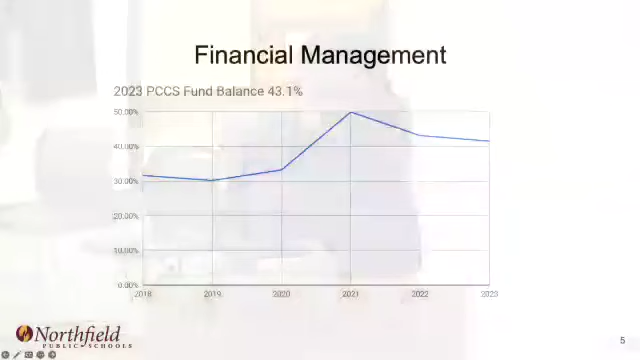 Financial Management
2023 PCCS Fund Balance 43.1%
50.00%
40.00%
30.00%
20.00%
10.00%
0.00%
2018 2019 2020 2021 2022 2023
Northfield
PUBLIC SCHOOLS
5